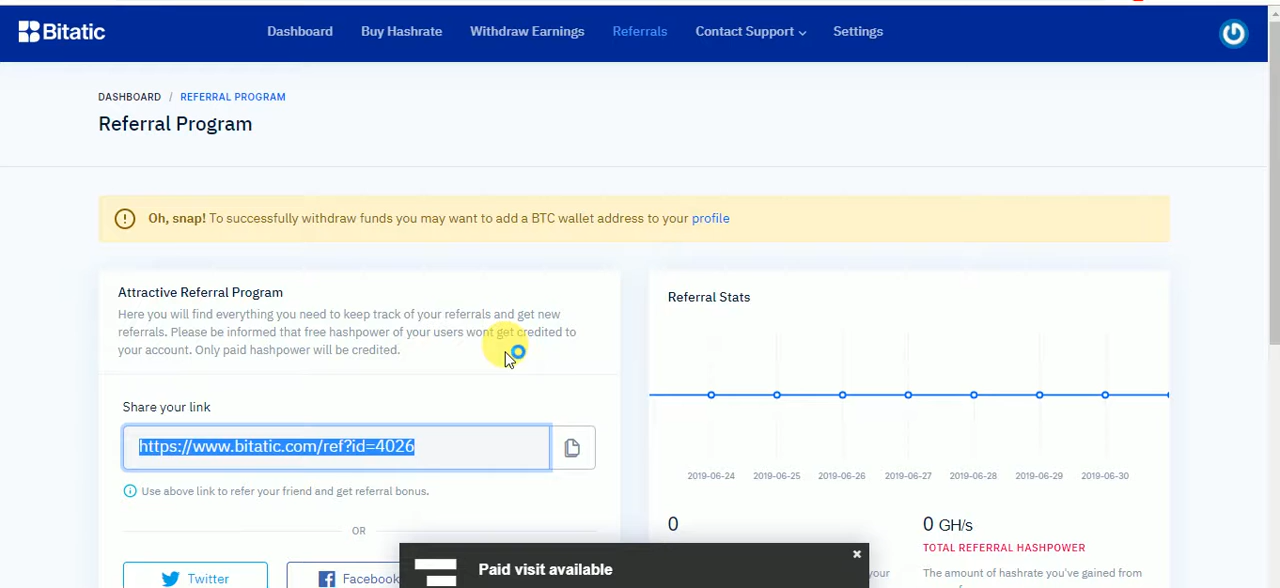 Bitatic
Dashboard
Buy Hashrate
Withdraw Earnings
Referrals
Contact Support
Settings
DASHBOARD / REFERRAL PROGRAM
Referral Program
Oh, snap! To successfully withdraw funds you may want to add a BTC wallet address to your profile
Attractive Referral Program
Here you will find everything you need to keep track of your referrals and get new
referrals. Please be informed that free hashpower of your users wont get credited to
your account. Only paid hashpower will be credited.
Share your link
https://www.bitatic.com/ref?id=4026
Use above link to refer your friend and get referral bonus.
OR
Twitter
Facebook
Referral Stats
2019-06-24
2019-06-25
2019-06-26
2019-06-27
2019-06-28
2019-06-29
2019-06-30
0
your
0 GH/s
TOTAL REFERRAL HASHPOWER
The amount of hashrate you've gained from
Paid visit available